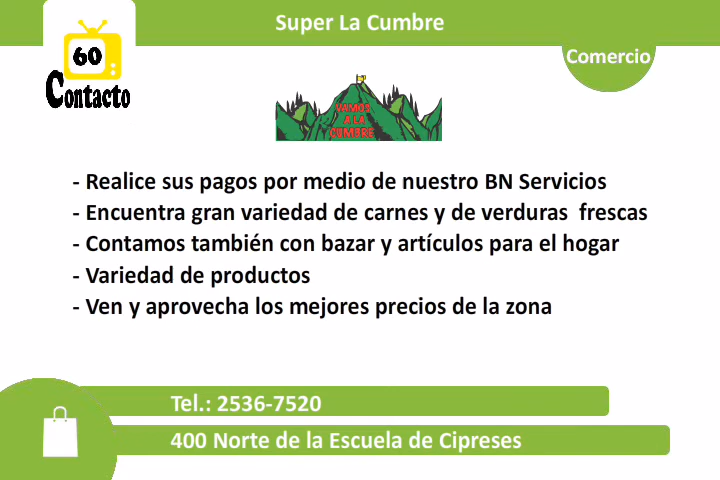 Super La Cumbre
60
Contacto
Comercio
VAMOS
A LA
CUMBRE
- Realice sus pagos por medio de nuestro BN Servicios
- Encuentra gran variedad de carnes y de verduras  frescas
- Contamos también con bazar y artículos para el hogar
- Variedad de productos
- Ven y aprovecha los mejores precios de la zona
Tel.: 2536-7520
400 Norte de la Escuela de Cipreses